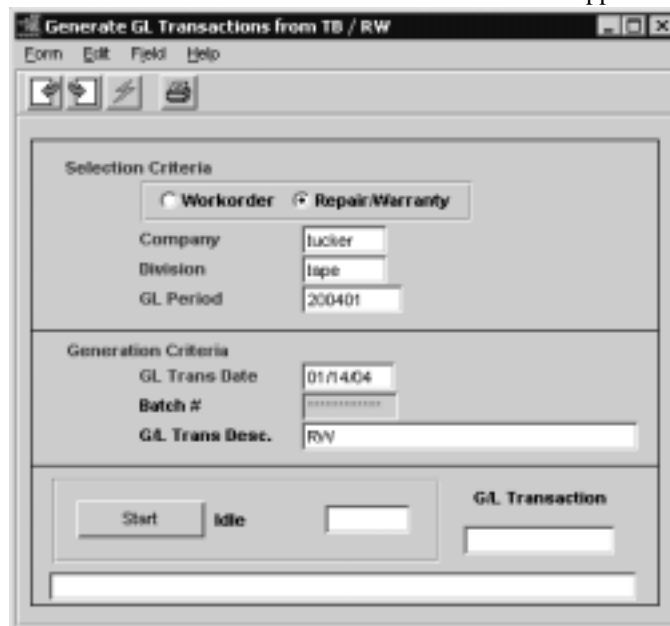 Generate GL Transactions from TB / RW
Form Edit Field Help
Selection Criteria
Workorder Repair/Warranty
Company tucker
Division tape
GL Period 200401
Generation Criteria
GL Trans Date 01/14/04
Batch # ************
G/L Trans Desc. RW
Start Idle
G/L Transaction